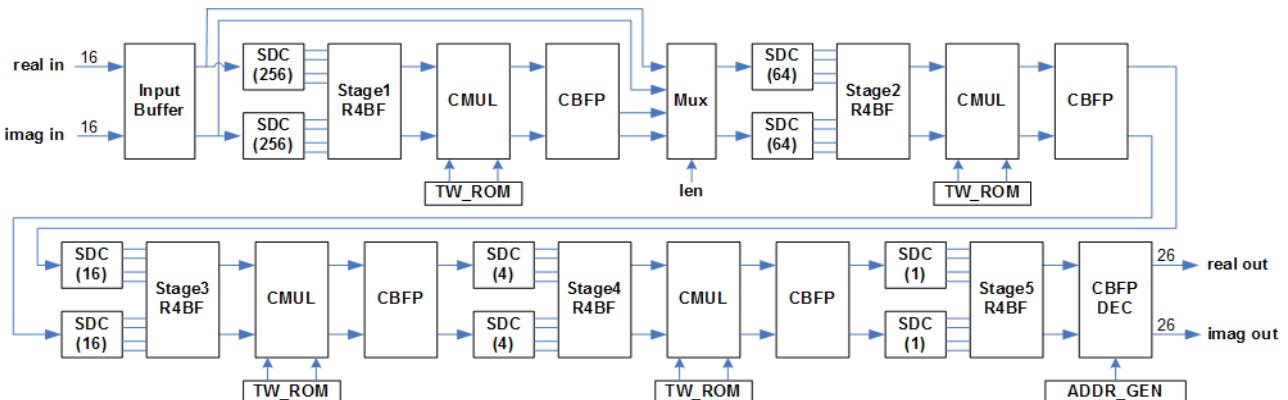 real in
16
imag in
16
Input
Buffer
SDC
(256)
SDC
(256)
Stage1
R4BF
CMUL
TW_ROM
CBFP
Mux
len
SDC
(64)
SDC
(64)
Stage2
R4BF
CMUL
TW_ROM
CBFP
SDC
(16)
SDC
(16)
Stage3
R4BF
CMUL
TW_ROM
CBFP
SDC
(4)
SDC
(4)
Stage4
R4BF
CMUL
TW_ROM
CBFP
SDC
(1)
SDC
(1)
Stage5
R4BF
CBFP
DEC
ADDR_GEN
26
real out
26
imag out